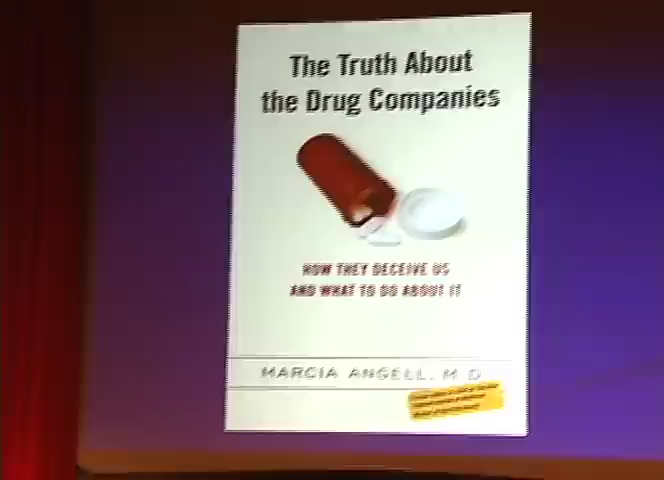 The Truth About
the Drug Companies
HOW THEY DECEIVE US
AND WHAT TO DO ABOUT IT
MARCIA ANGELL, M.D.